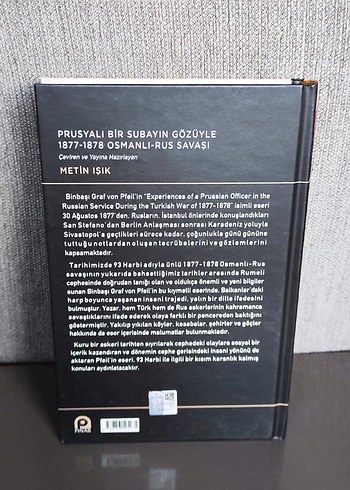 PRUSYALI BİR SUBAYIN GÖZÜYLE
1877-1878 OSMANLI-RUS SAVAŞI
Çeviren ve Yayına Hazırlayan
METİN IŞIK
Binbaşı Graf von Pfeil'in "Experiences of a Prussian Officer in the
Russian Service During the Turkish War of 1877-1878" isimli eseri
30 Ağustos 1877'den, Rusların, İstanbul önlerinde konuşlandıkları
San Stefano'dan Berlin Anlaşması sonrası Karadeniz yoluyla
Sivastopol'a geçtikleri sürece kadar, çoğunlukla günü gününe
tuttuğu notlardan oluşan tecrübelerini ve gözlemlerini
kapsamaktadır.
Tarihimizde 93 Harbi adıyla ünlü 1877-1878 Osmanlı-Rus
savaşının yukarıda bahsettiğimiz tarihler arasında Rumeli
cephesinde doğrudan tanığı olan ve oldukça önemli ve yeni bilgiler
sunan Binbaşı Graf von Pfeil'in bu kıymetli eserinde, Balkanlar'daki
harp boyunca yaşanan insani trajedi, yalın bir dille ifadesini
bulmuştur. Yazar, hem Türk hem de Rus askerlerinin kahramanca
savaştıklarını ifade ederek olaya farklı bir pencereden baktığını
göstermiştir. Yakılıp yıkılan köyler, kasabalar, şehirler ve göçler
hakkında da eser içerisinde malumatlar bulunmaktadır.
Kuru bir askeri tarihten sıyrılarak cephedeki olaylara sosyal bir
içerik kazandıran ve dönemin cephe gerisindeki insani yönünü de
aktaran Pfeil'in eseri, 93 Harbi ile ilgili bir kısım karanlık kalmış
konuları aydınlatacaktır.